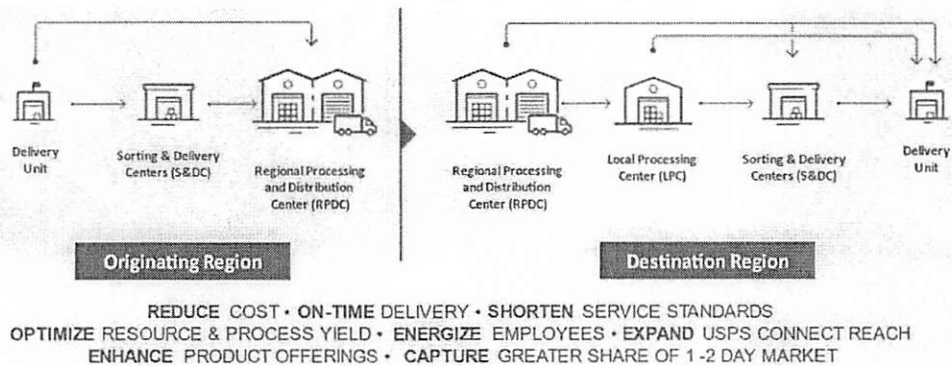 Delivery
Unit
Sorting & Delivery
Centers (S&DC)
Regional Processing
and Distribution
Center (RPDC)
Regional Processing
and Distribution
Center (RPDC)
Local Processing
Center (LPC)
Sorting & Delivery
Centers (S&DC)
Delivery
Unit
Originating Region
Destination Region
REDUCE COST • ON-TIME DELIVERY • SHORTEN SERVICE STANDARDS
OPTIMIZE RESOURCE & PROCESS YIELD • ENERGIZE EMPLOYEES • EXPAND USPS CONNECT REACH
ENHANCE PRODUCT OFFERINGS • CAPTURE GREATER SHARE OF 1-2 DAY MARKET